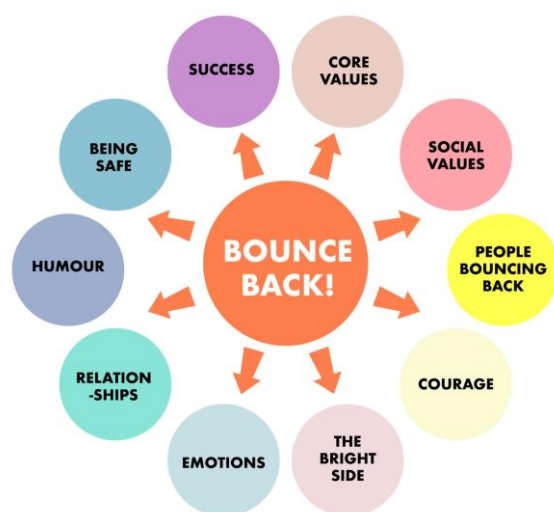 SUCCESS
CORE
VALUES
BEING
SAFE
SOCIAL
VALUES
HUMOUR
BOUNCE
BACK!
PEOPLE
BOUNCING
BACK
RELATION
-SHIPS
COURAGE
EMOTIONS
THE
BRIGHT
SIDE